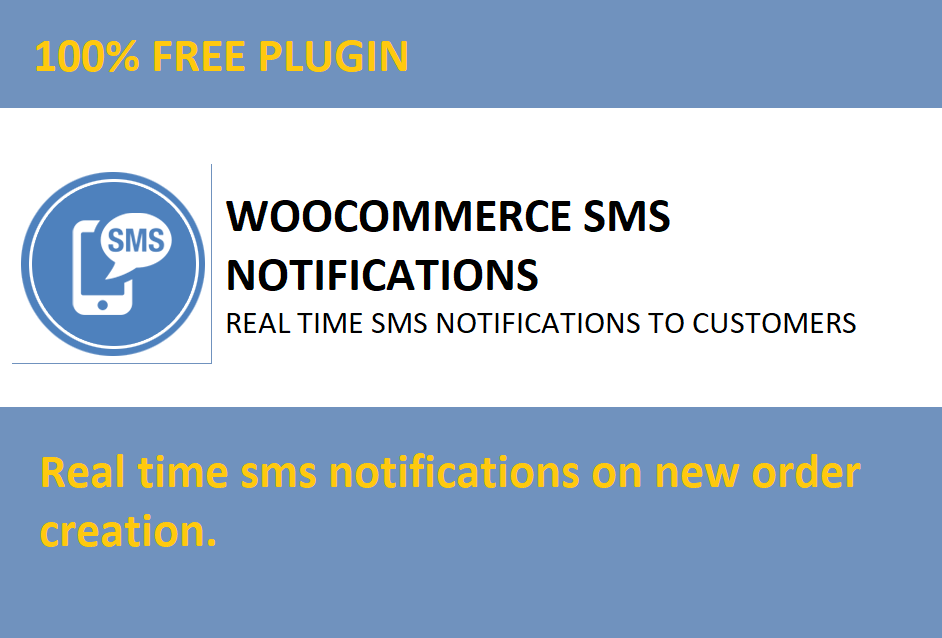 100% FREE PLUGIN
SMS
WOOCOMMERCE SMS
NOTIFICATIONS
REAL TIME SMS NOTIFICATIONS TO CUSTOMERS
Real time sms notifications on new order
creation.